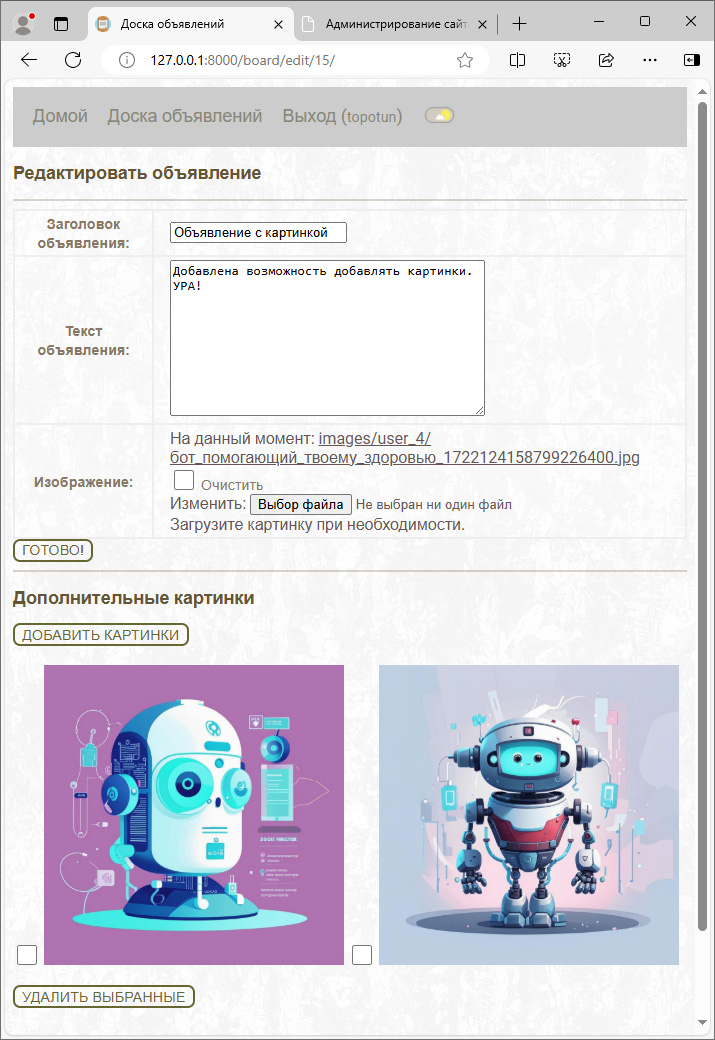 Доска объявлений
Администрирование сайт
127.0.0.1:8000/board/edit/15/
Домой Доска объявлений Выход (topotun)
Редактировать объявление
Заголовок
объявления:
Объявление с картинкой
Текст
объявления:
Добавлена возможность добавлять картинки.
УРА!
Изображение:
На данный момент: images/user_4/
бот_помогающий_твоему_здоровью_1722124158799226400.jpg
Очистить
Изменить: Выбор файла Не выбран ни один файл
Загрузите картинку при необходимости.
ГОТОВО!
Дополнительные картинки
ДОБАВИТЬ КАРТИНКИ
УДАЛИТЬ ВЫБРАННЫЕ